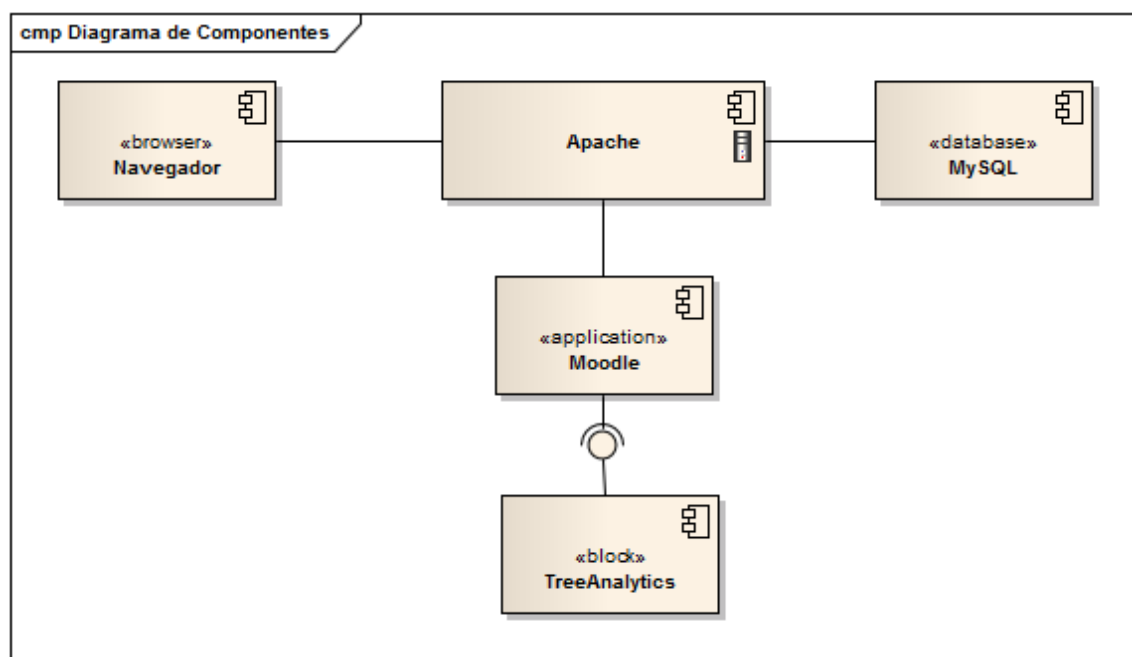 cmp Diagrama de Componentes
«browser»
Navegador
Apache
«database»
MySQL
«application»
Moodle
«block»
TreeAnalytics